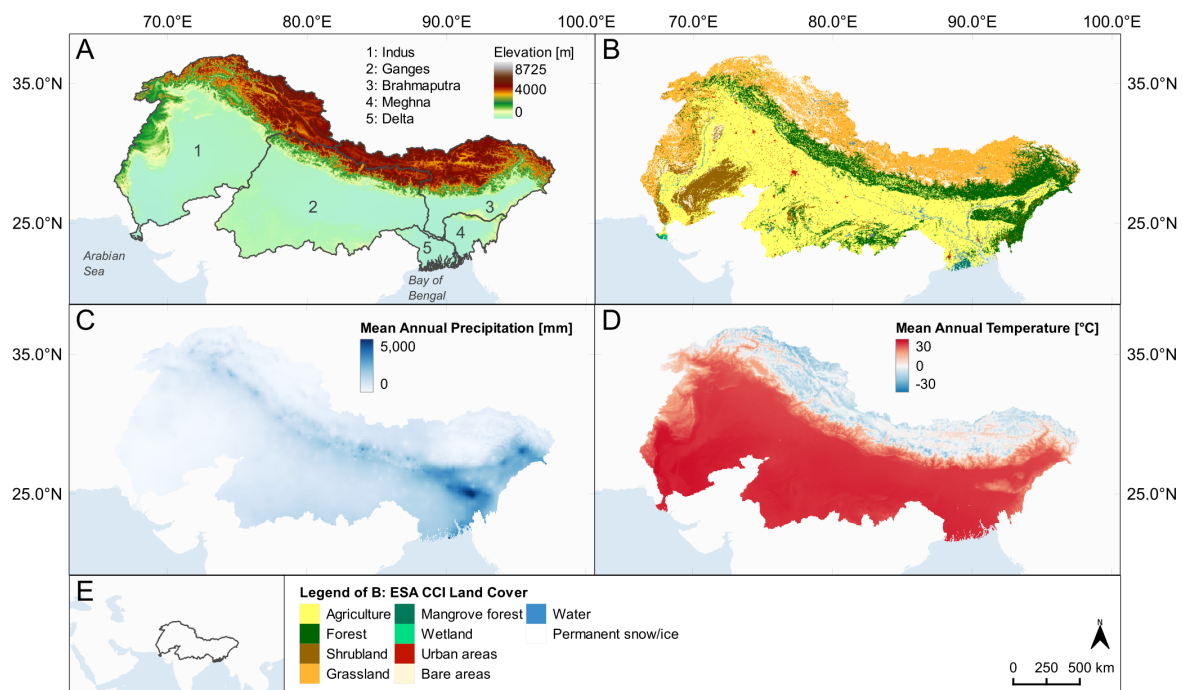 70.0°E 80.0°E 90.0°E 100.0°E 70.0°E 80.0°E 90.0°E 100.0°E
A
1: Indus
2: Ganges
3: Brahmaputra
4: Meghna
5: Delta
Elevation [m]
8725
4000
0
35.0°N
25.0°N
1
2
3
4
5
Arabian
Sea
Bay of
Bengal
B
35.0°N
25.0°N
C
Mean Annual Precipitation [mm]
5,000
0
35.0°N
25.0°N
D
Mean Annual Temperature [°C]
30
0
-30
35.0°N
25.0°N
E
Legend of B: ESA CCI Land Cover
Agriculture
Forest
Shrubland
Grassland
Mangrove forest
Wetland
Urban areas
Bare areas
Water
Permanent snow/ice
N
0 250 500 km